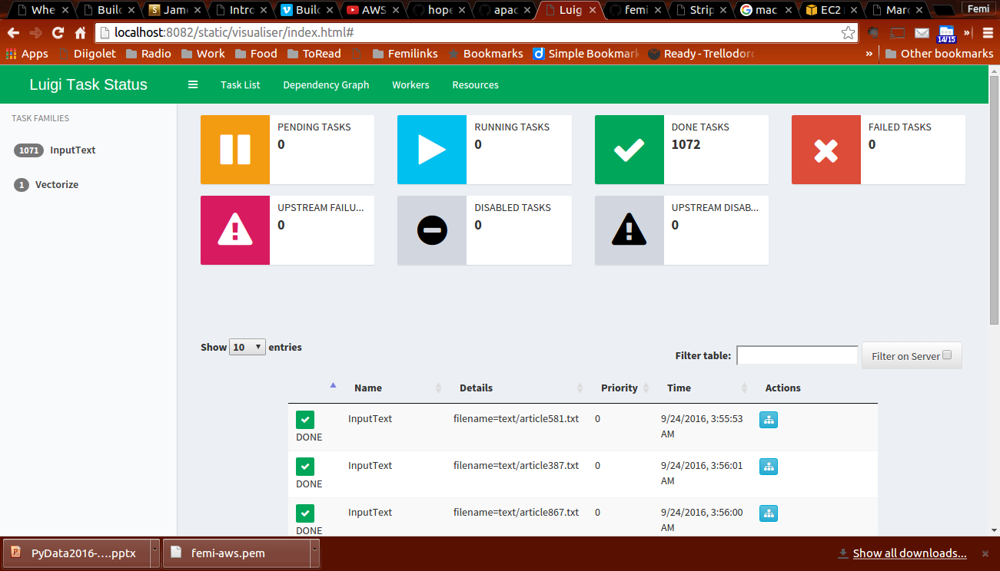 Whe Build Jam Intro Build AWS hope apac Luig femi Strip mac EC2 Marc Femi
localhost:8082/static/visualiser/index.html#
14/15
Apps Diigolet Radio Work Food ToRead Femilinks Bookmarks Simple Bookmark Ready - Trellodoro » Other bookmarks
Luigi Task Status Task List Dependency Graph Workers Resources
TASK FAMILIES
1071 InputText
1 Vectorize
PENDING TASKS
0
RUNNING TASKS
0
DONE TASKS
1072
FAILED TASKS
0
UPSTREAM FAILU...
0
DISABLED TASKS
0
UPSTREAM DISAB...
0
Show 10 entries
Filter table: Filter on Server
Name Details Priority Time Actions
InputText filename=text/article581.txt 0 9/24/2016, 3:55:53
DONE AM
InputText filename=text/article387.txt 0 9/24/2016, 3:56:01
DONE AM
InputText filename=text/article867.txt 0 9/24/2016, 3:56:00
DONE AM
PyData2016-....pptx femi-aws.pem Show all downloads...